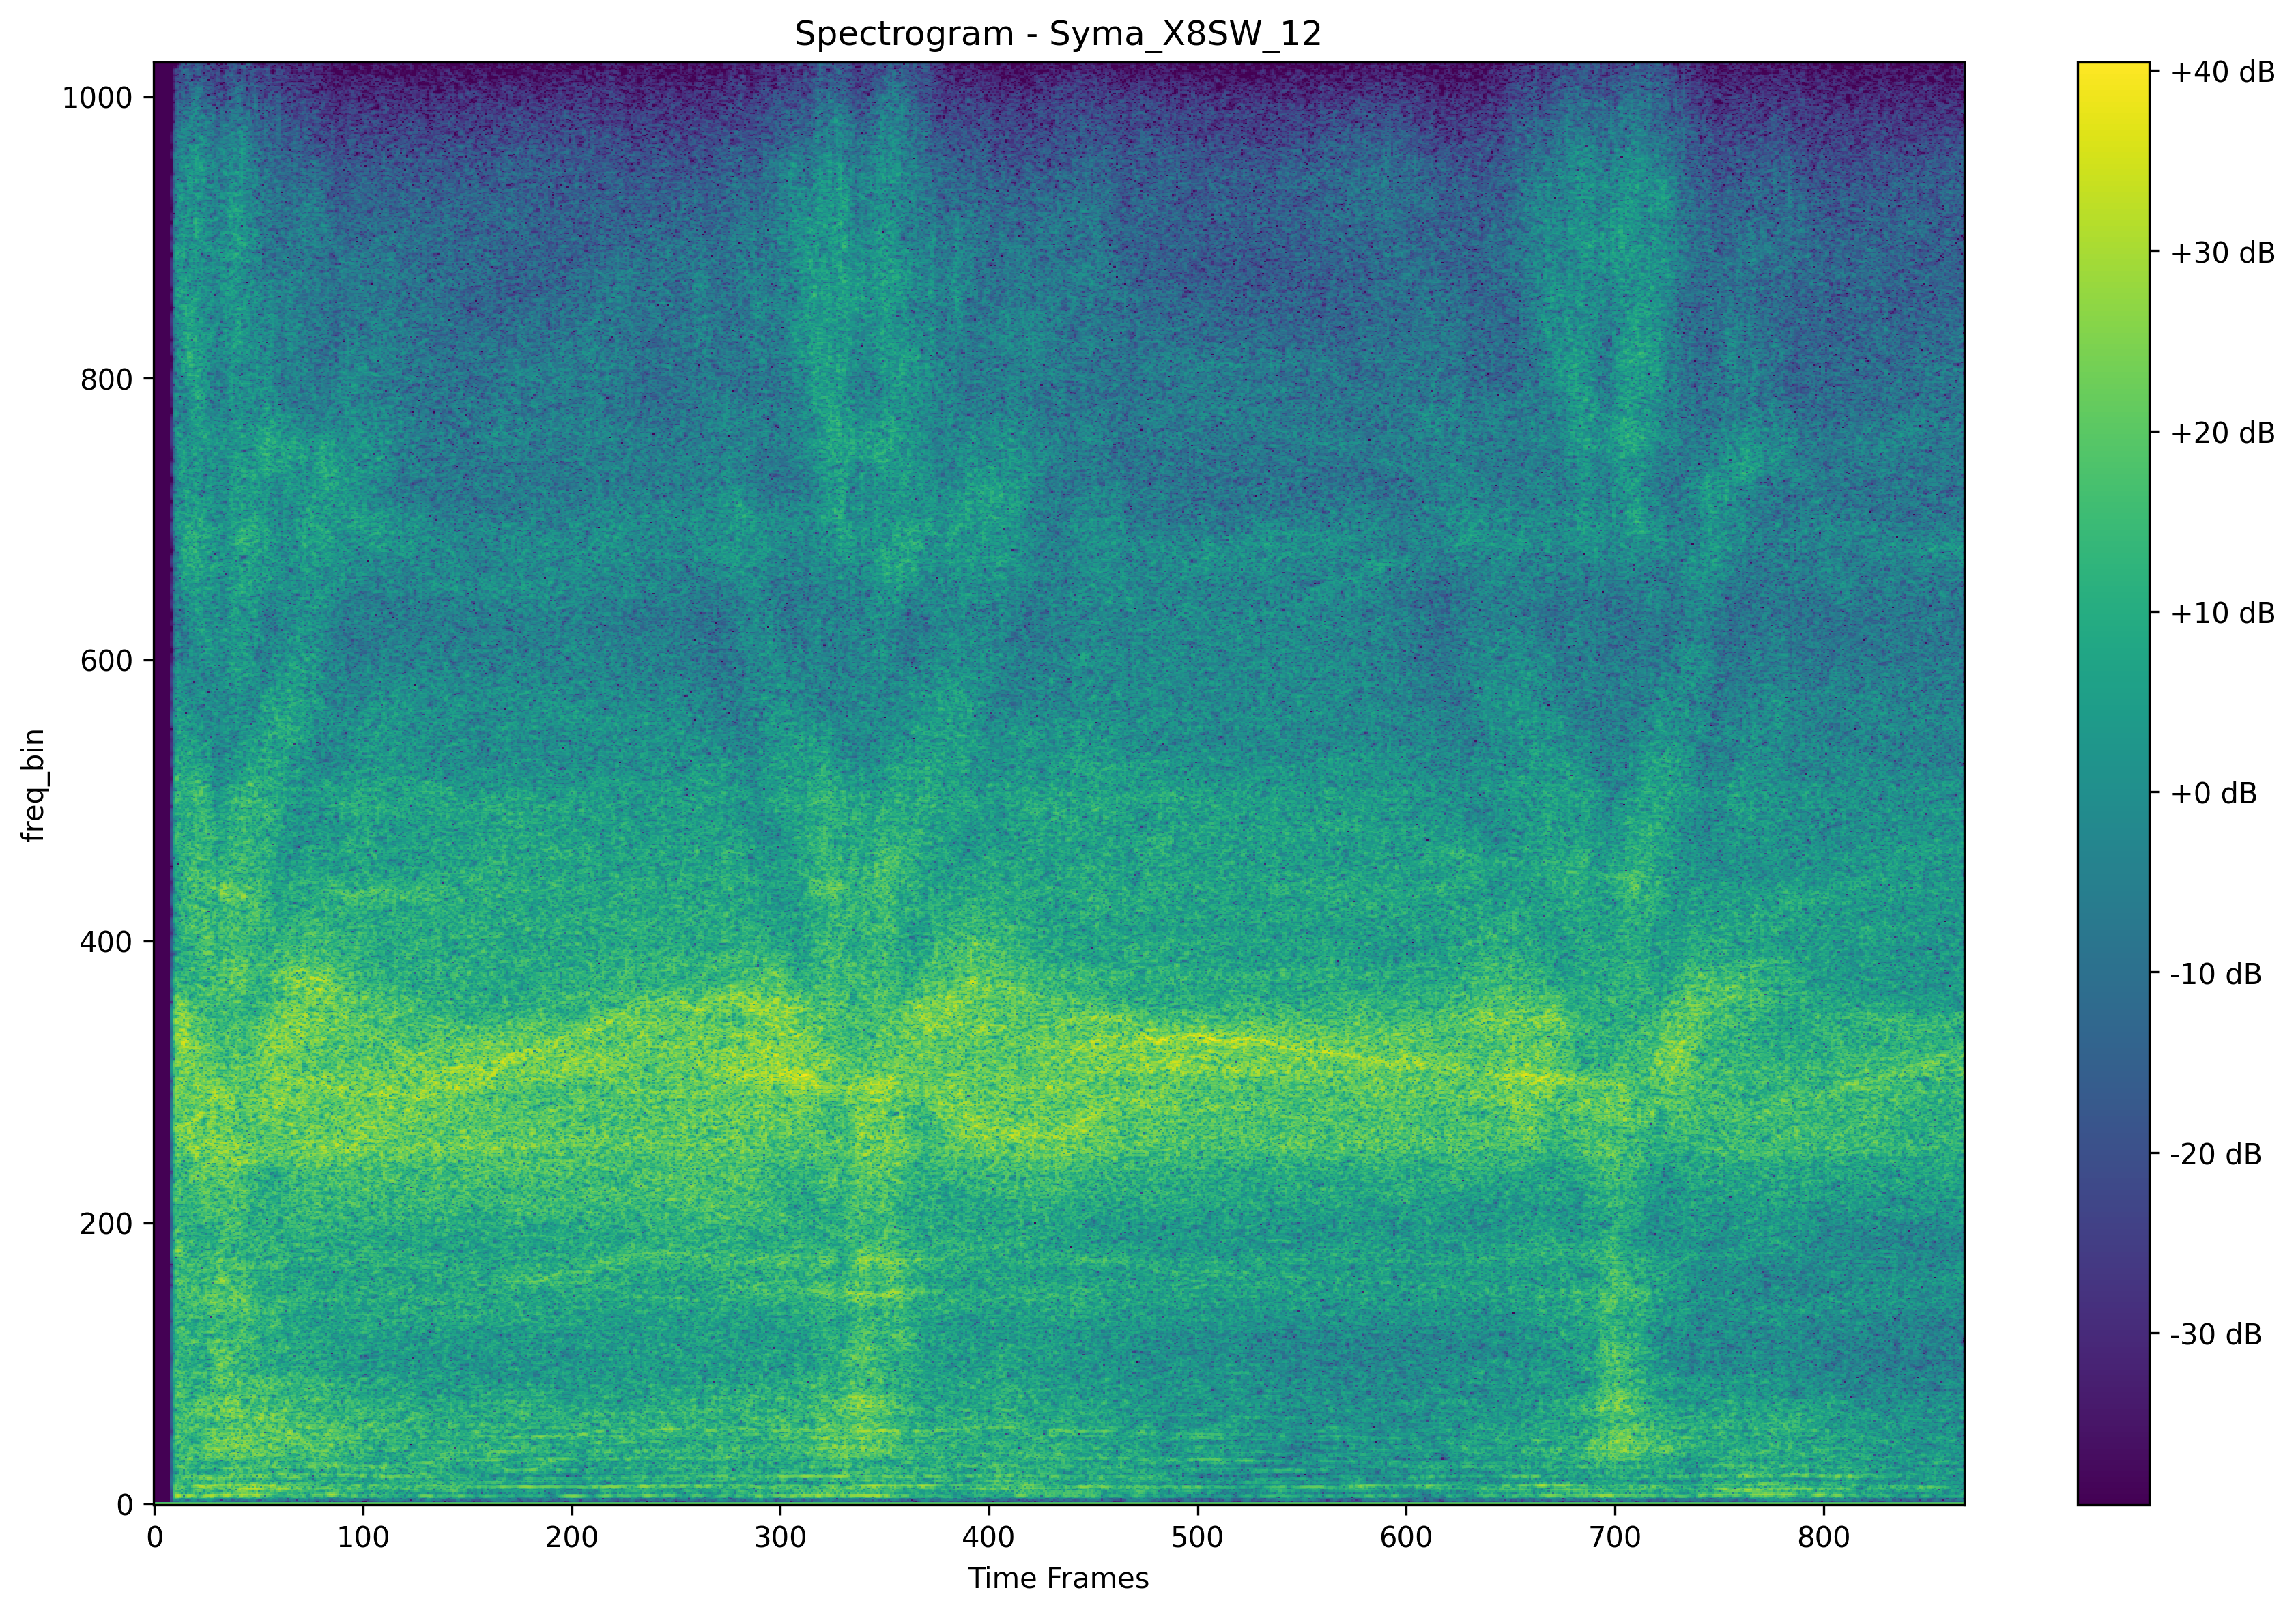 Spectrogram - Syma_X8SW_12
freq_bin
1000
800
600
400
200
0
0 100 200 300 400 500 600 700 800
Time Frames
+40 dB
+30 dB
+20 dB
+10 dB
+0 dB
-10 dB
-20 dB
-30 dB